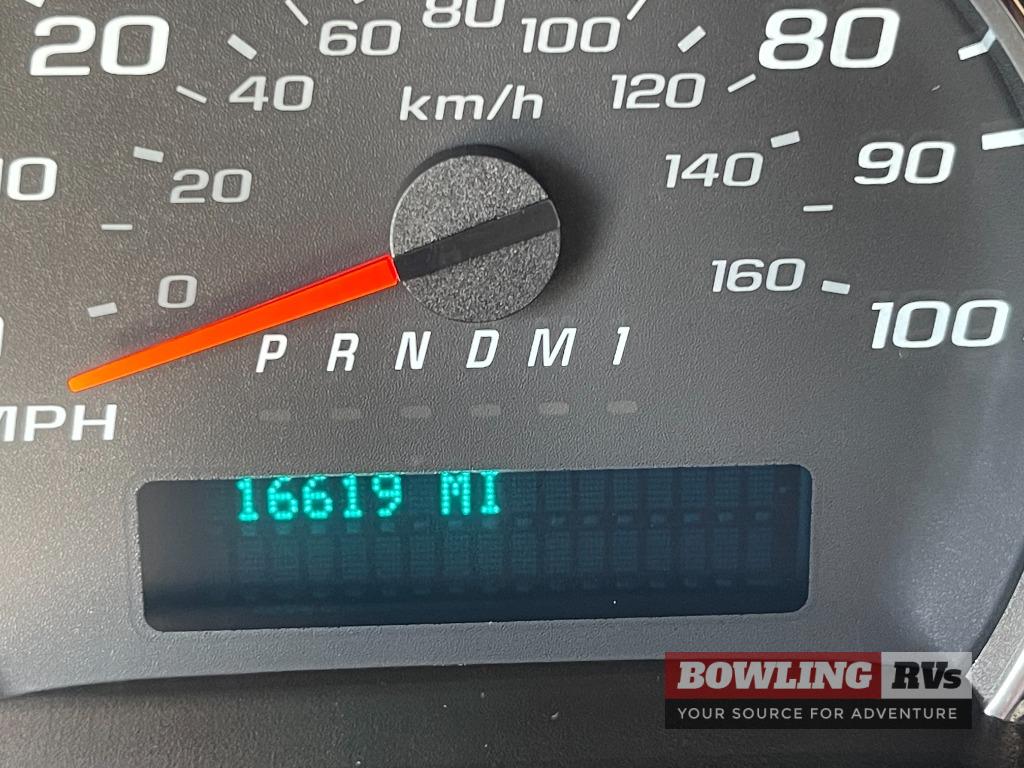 20 60 80 100 80
40 km/h 120
10 20 140 90
0 160 100
P R N D M 1
MPH
16619 MI
BOWLING RVs
YOUR SOURCE FOR ADVENTURE